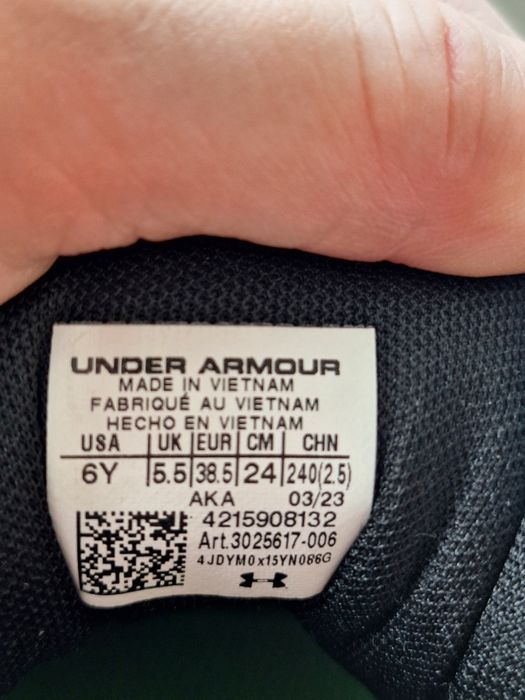 UNDER ARMOUR
MADE IN VIETNAM
FABRIQUÉ AU VIETNAM
HECHO EN VIETNAM
USA UK EUR CM CHN
6Y 5.5 38.5 24 240(2.5)
AKA 03/23
4215908132
Art.3025617-006
4JDYM0x15YN086G